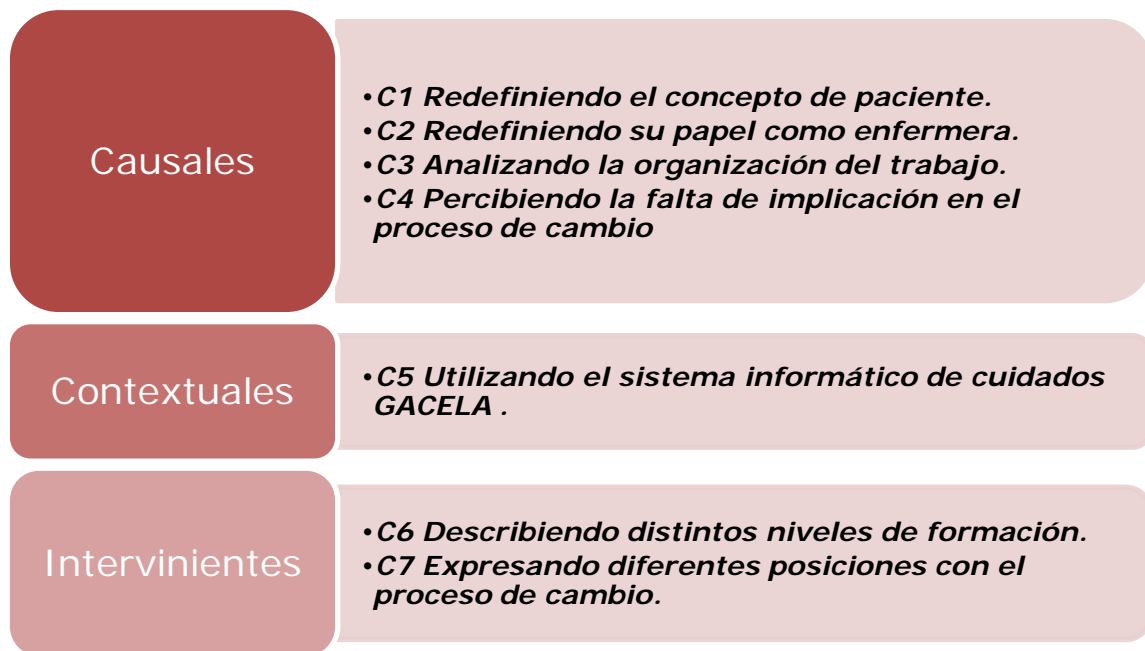 Causales
•C1 Redefiniendo el concepto de paciente.
•C2 Redefiniendo su papel como enfermera.
•C3 Analizando la organización del trabajo.
•C4 Percibiendo la falta de implicación en el
proceso de cambio
Contextuales
•C5 Utilizando el sistema informático de cuidados
GACELA .
Intervinientes
•C6 Describiendo distintos niveles de formación.
•C7 Expresando diferentes posiciones con el
proceso de cambio.